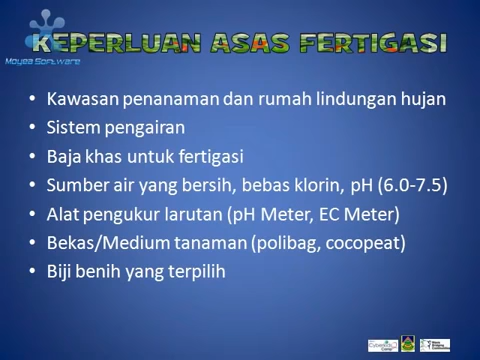 KEPERLUAN ASAS FERTIGASI
Moyea Software
• Kawasan penanaman dan rumah lindungan hujan
• Sistem pengairan
• Baja khas untuk fertigasi
• Sumber air yang bersih, bebas klorin, pH (6.0-7.5)
• Alat pengukur larutan (pH Meter, EC Meter)
• Bekas/Medium tanaman (polibag, cocopeat)
• Biji benih yang terpilih